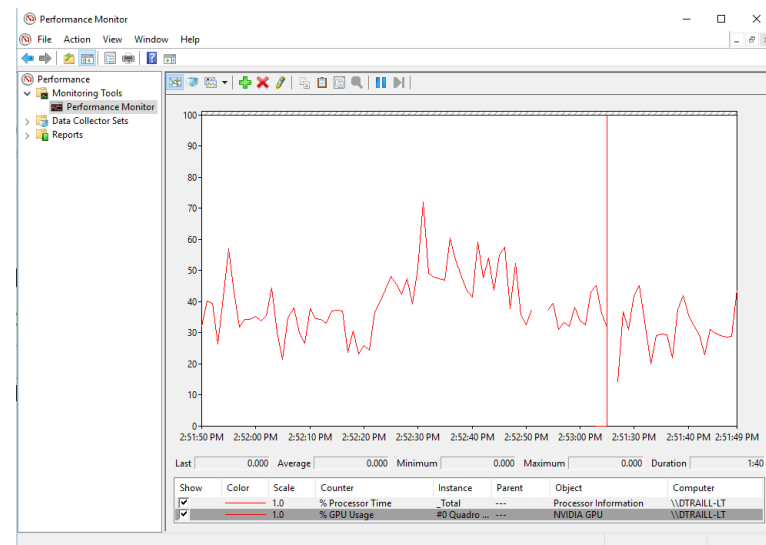 Performance Monitor
File Action View Window Help
Performance
Monitoring Tools
Performance Monitor
Data Collector Sets
Reports
100
90
80
70
60
50
40
30
20
10
0
2:51:50 PM 2:52:00 PM 2:52:10 PM 2:52:20 PM 2:52:30 PM 2:52:40 PM 2:52:50 PM 2:53:00 PM 2:51:30 PM 2:51:40 PM 2:51:49 PM
Last 0.000 Average 0.000 Minimum 0.000 Maximum 0.000 Duration 1:40
Show Color Scale Counter Instance Parent Object Computer
1.0 % Processor Time _Total --- Processor Information \\DTRAILL-LT
1.0 % GPU Usage #0 Quadro ... --- NVIDIA GPU \\DTRAILL-LT